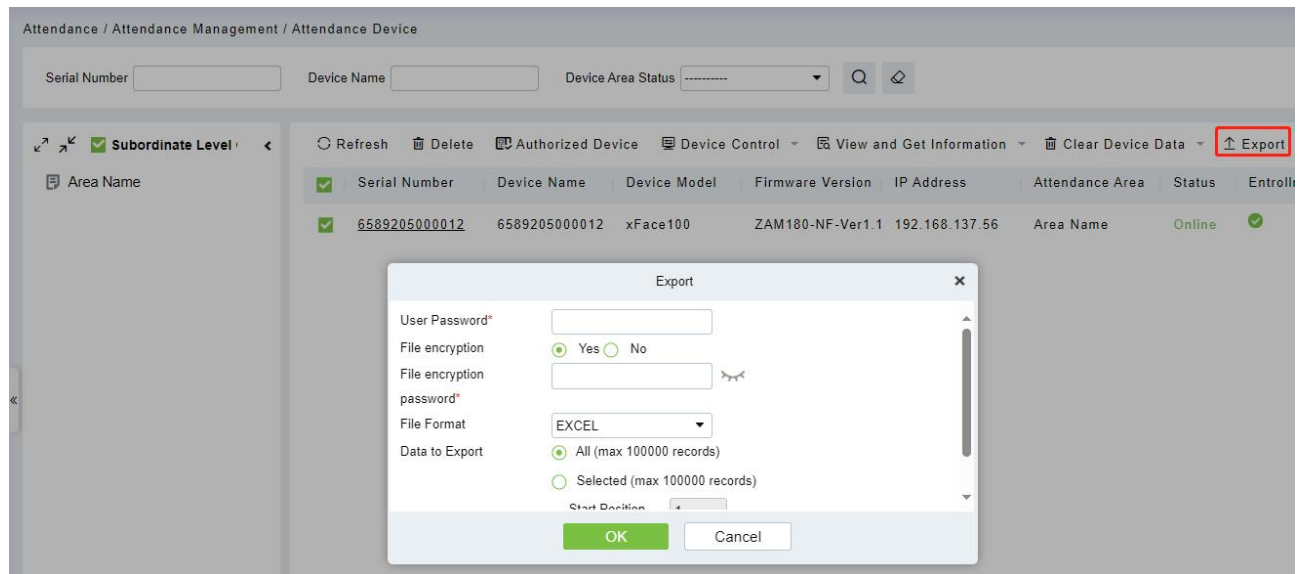 Attendance / Attendance Management / Attendance Device
Serial Number Device Name Device Area Status ----------
Subordinate Level Refresh Delete Authorized Device Device Control View and Get Information Clear Device Data Export
Area Name Serial Number Device Name Device Model Firmware Version IP Address Attendance Area Status Entrolln
6589205000012 6589205000012 xFace100 ZAM180-NF-Ver1.1 192.168.137.56 Area Name Online
Export
User Password*
File encryption Yes No
File encryption
password*
File Format EXCEL
Data to Export All (max 100000 records)
Selected (max 100000 records)
Start Position 1
OK Cancel